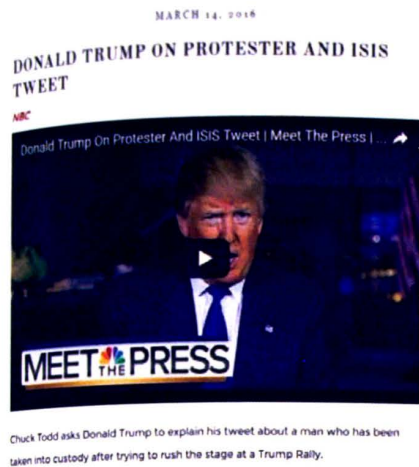 MARCH 14, 2016
DONALD TRUMP ON PROTESTER AND ISIS
TWEET
NBC
Donald Trump On Protester And ISIS Tweet | Meet The Press | ...
MEET THE PRESS
Chuck Todd asks Donald Trump to explain his tweet about a man who has been
taken into custody after trying to rush the stage at a Trump Rally.